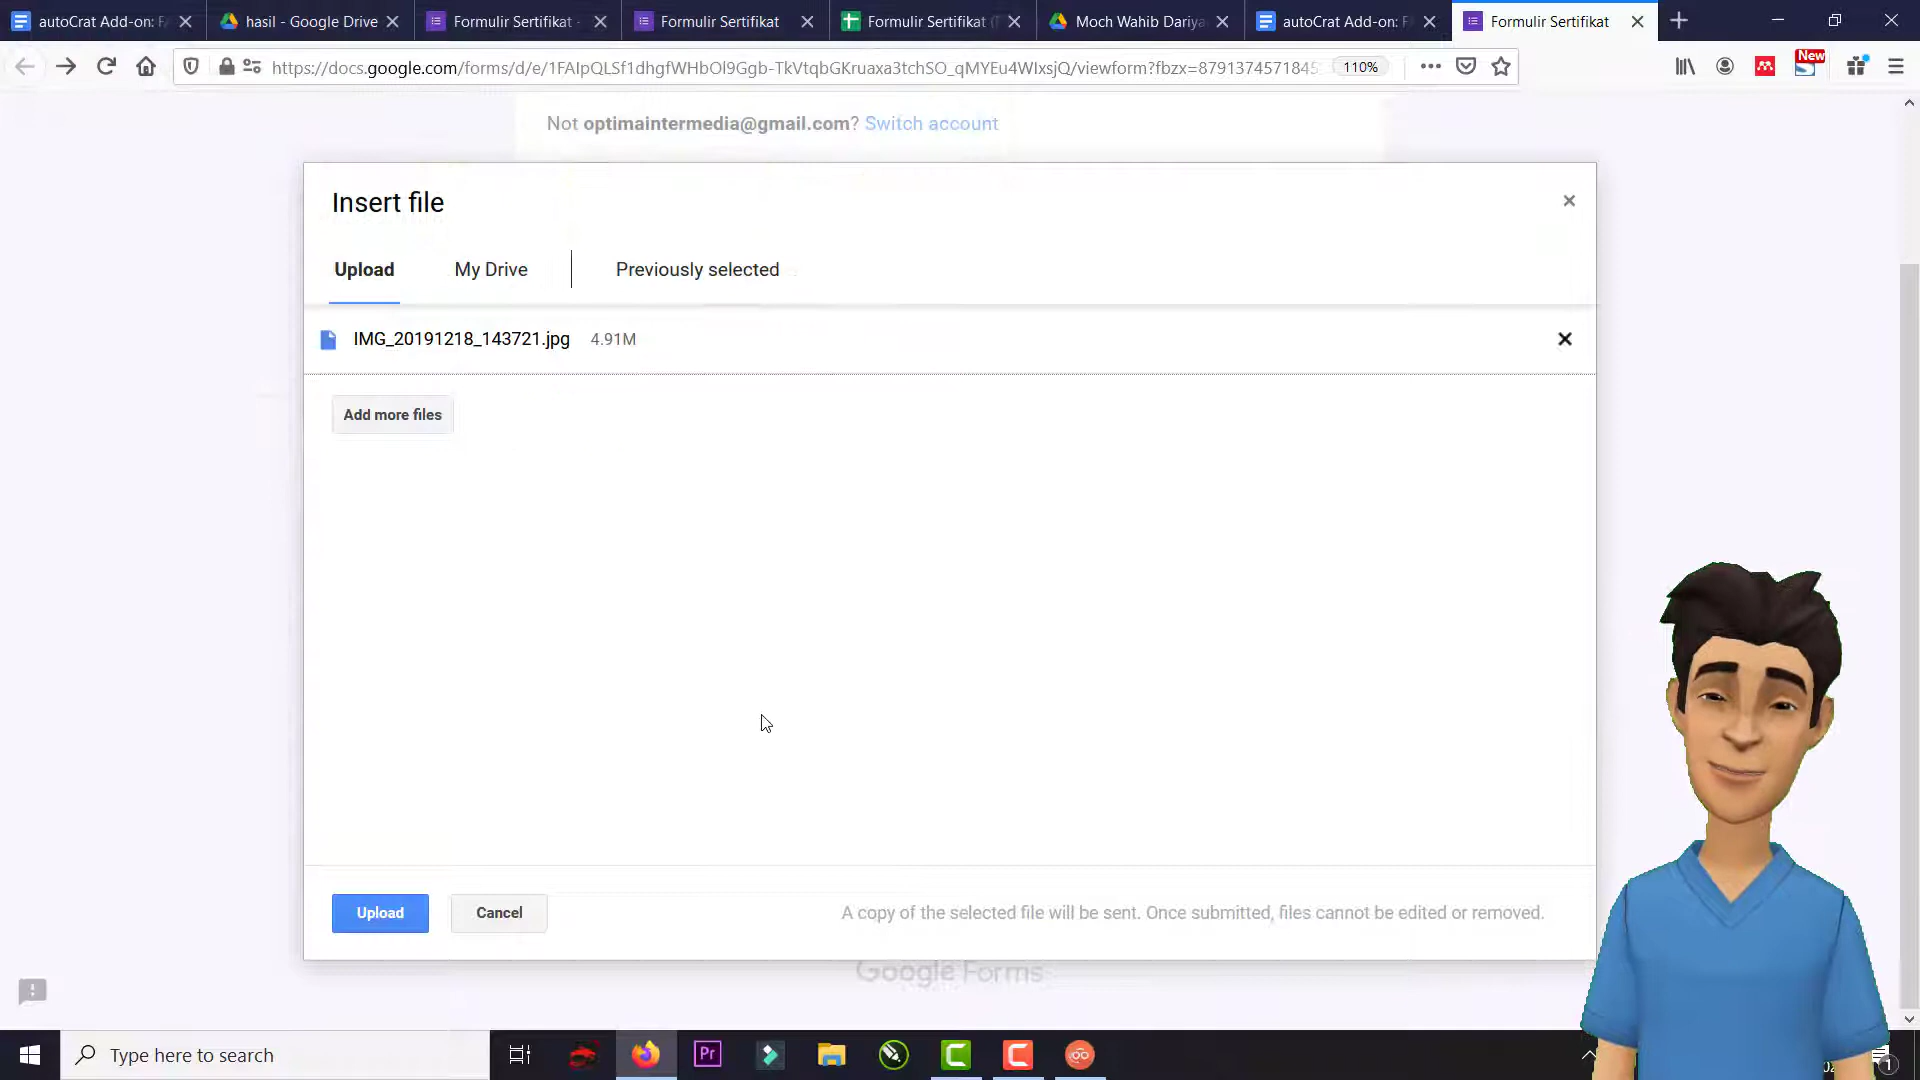 autoCrat Add-on: FA
hasil - Google Drive
Formulir Sertifikat -
Formulir Sertifikat
Formulir Sertifikat (
Moch Wahib Dariya
autoCrat Add-on: FA
Formulir Sertifikat
https://docs.google.com/forms/d/e/1FAIpQLSf1dhgfWHbOl9Ggb-TkVtqbGKruaxa3tchSO_qMYEu4WIxsjQ/viewform?fbzx=8791374571845
110%
New
Not optimaintermedia@gmail.com? Switch account
Insert file
Upload
My Drive
Previously selected
IMG_20191218_143721.jpg 4.91M
Add more files
Upload
Cancel
A copy of the selected file will be sent. Once submitted, files cannot be edited or removed.
Google Forms
Type here to search
Pr
1